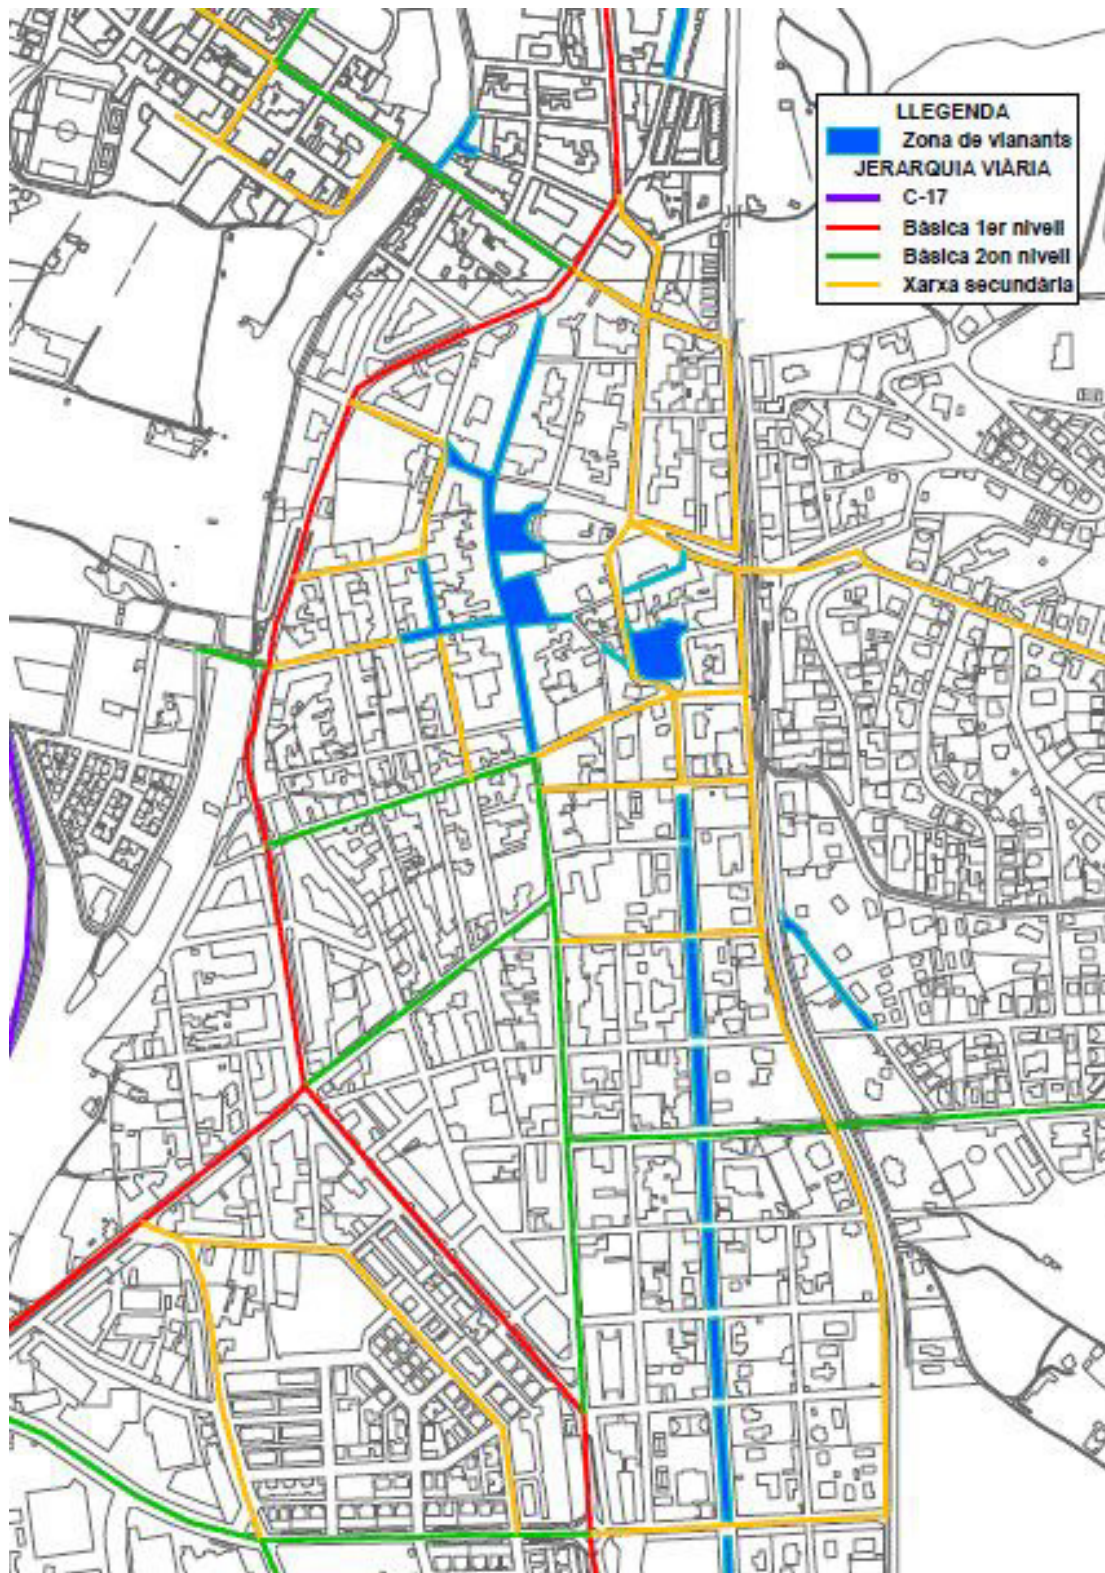 LLEGENDA
Zona de vianants
JERARQUIA VIÀRIA
C-17
Bàsica 1er nivell
Bàsica 2on nivell
Xarxa secundària